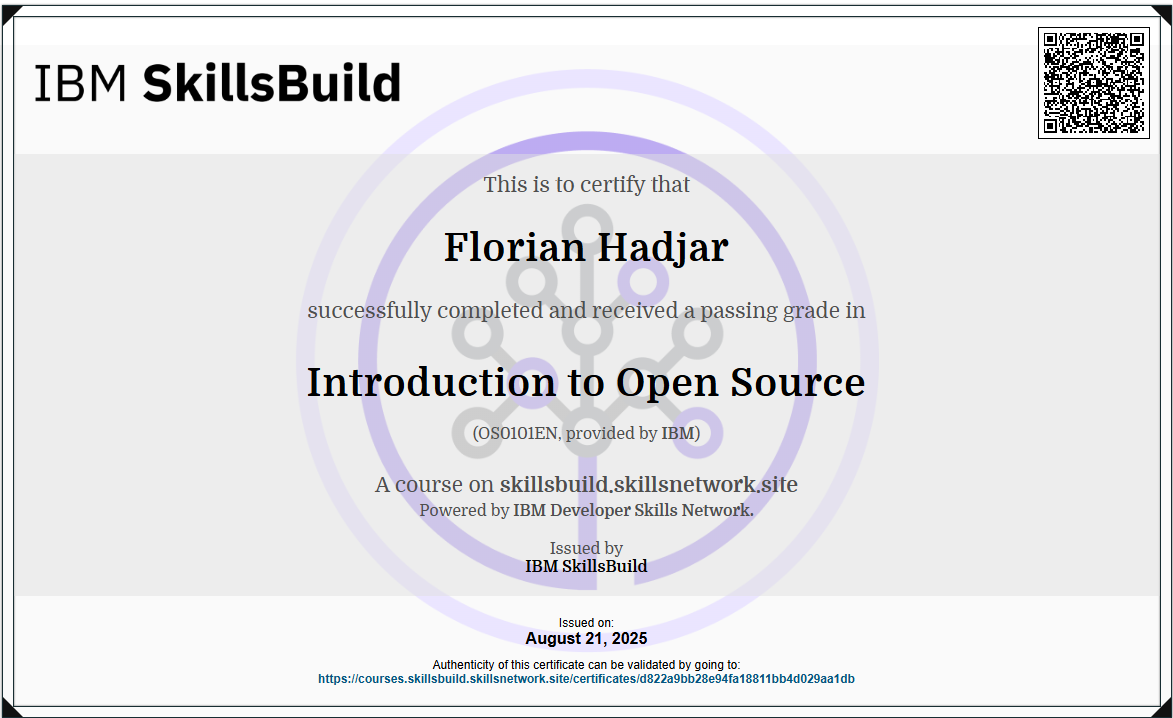 IBM SkillsBuild
This is to certify that
Florian Hadjar
successfully completed and received a passing grade in
Introduction to Open Source
(OS0101EN, provided by IBM)
A course on skillsbuild.skillsnetwork.site
Powered by IBM Developer Skills Network.
Issued by
IBM SkillsBuild
Issued on:
August 21, 2025
Authenticity of this certificate can be validated by going to:
https://courses.skillsbuild.skillsnetwork.site/certificates/d822a9bb28e94fa18811bb4d029aa1db